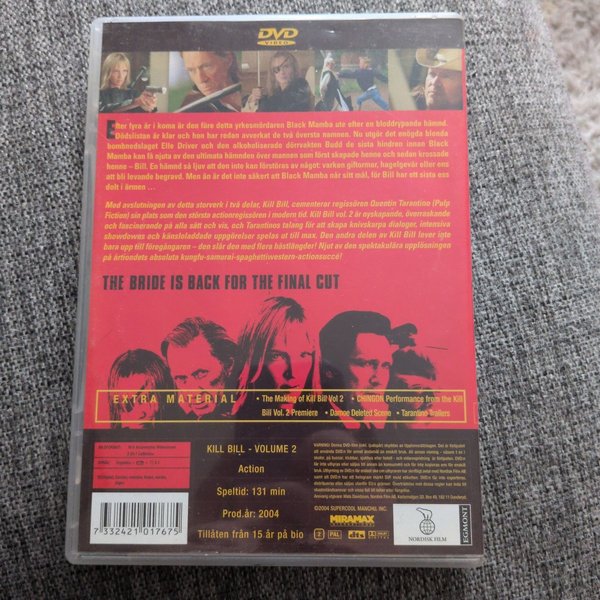 DVD
VIDEO
Efter fyra år i koma är den före detta yrkesmördaren Black Mamba ute efter en bloddrypande hämnd.
Dödslistan är klar och hon har redan avverkat de två översta namnen. Nu utgör det enögda blonda
bombnedslaget Elle Driver och den alkoholiserade dörrvakten Budd de sista hindren innan Black
Mamba kan få njuta av den ultimata hämnden över mannen som först skapade henne och sedan krossade
henne – Bill. En hämnd så ljuv att den inte kan förstöras av något: varken giftormar, hagelgevär eller ens
att bli levande begravd. Men än är det inte säkert att Black Mamba når sitt mål, för Bill har ett sista ess
dolt i ärmen ...
Med avslutningen av detta storverk i två delar, Kill Bill, cementerar regissören Quentin Tarantino (Pulp
Fiction) sin plats som den största actionregissören i modern tid. Kill Bill vol. 2 är nyskapande, överraskande
och fascinerande på alla sätt och vis, och Tarantinos talang för att skapa knivskarpa dialoger, intensiva
showdowns och känsloladdade uppgörelser spelas ut till max. Den andra delen av Kill Bill lever inte
bara upp till föregångaren – den slår den med flera hästlängder! Njut av den spektakulära upplösningen
på årtiondets absoluta kungfu-samuraj-spaghettiwestern-actionsuccé!
THE BRIDE IS BACK FOR THE FINAL CUT
EXTRA MATERIAL
• The Making of Kill Bill Vol 2 • CHINGON Performance from the Kill
Bill Vol. 2 Premiere • Damoe Deleted Scene • Tarantino Trailers
KILL BILL - VOLUME 2
Action
Speltid: 131 min
Prod.år: 2004
Tillåten från 15 år på bio
7 332421 017675
©2004 SUPERCOOL MANCHU, INC.
MIRAMAX
2 PAL
dts
NORDISK FILM
EGMONT